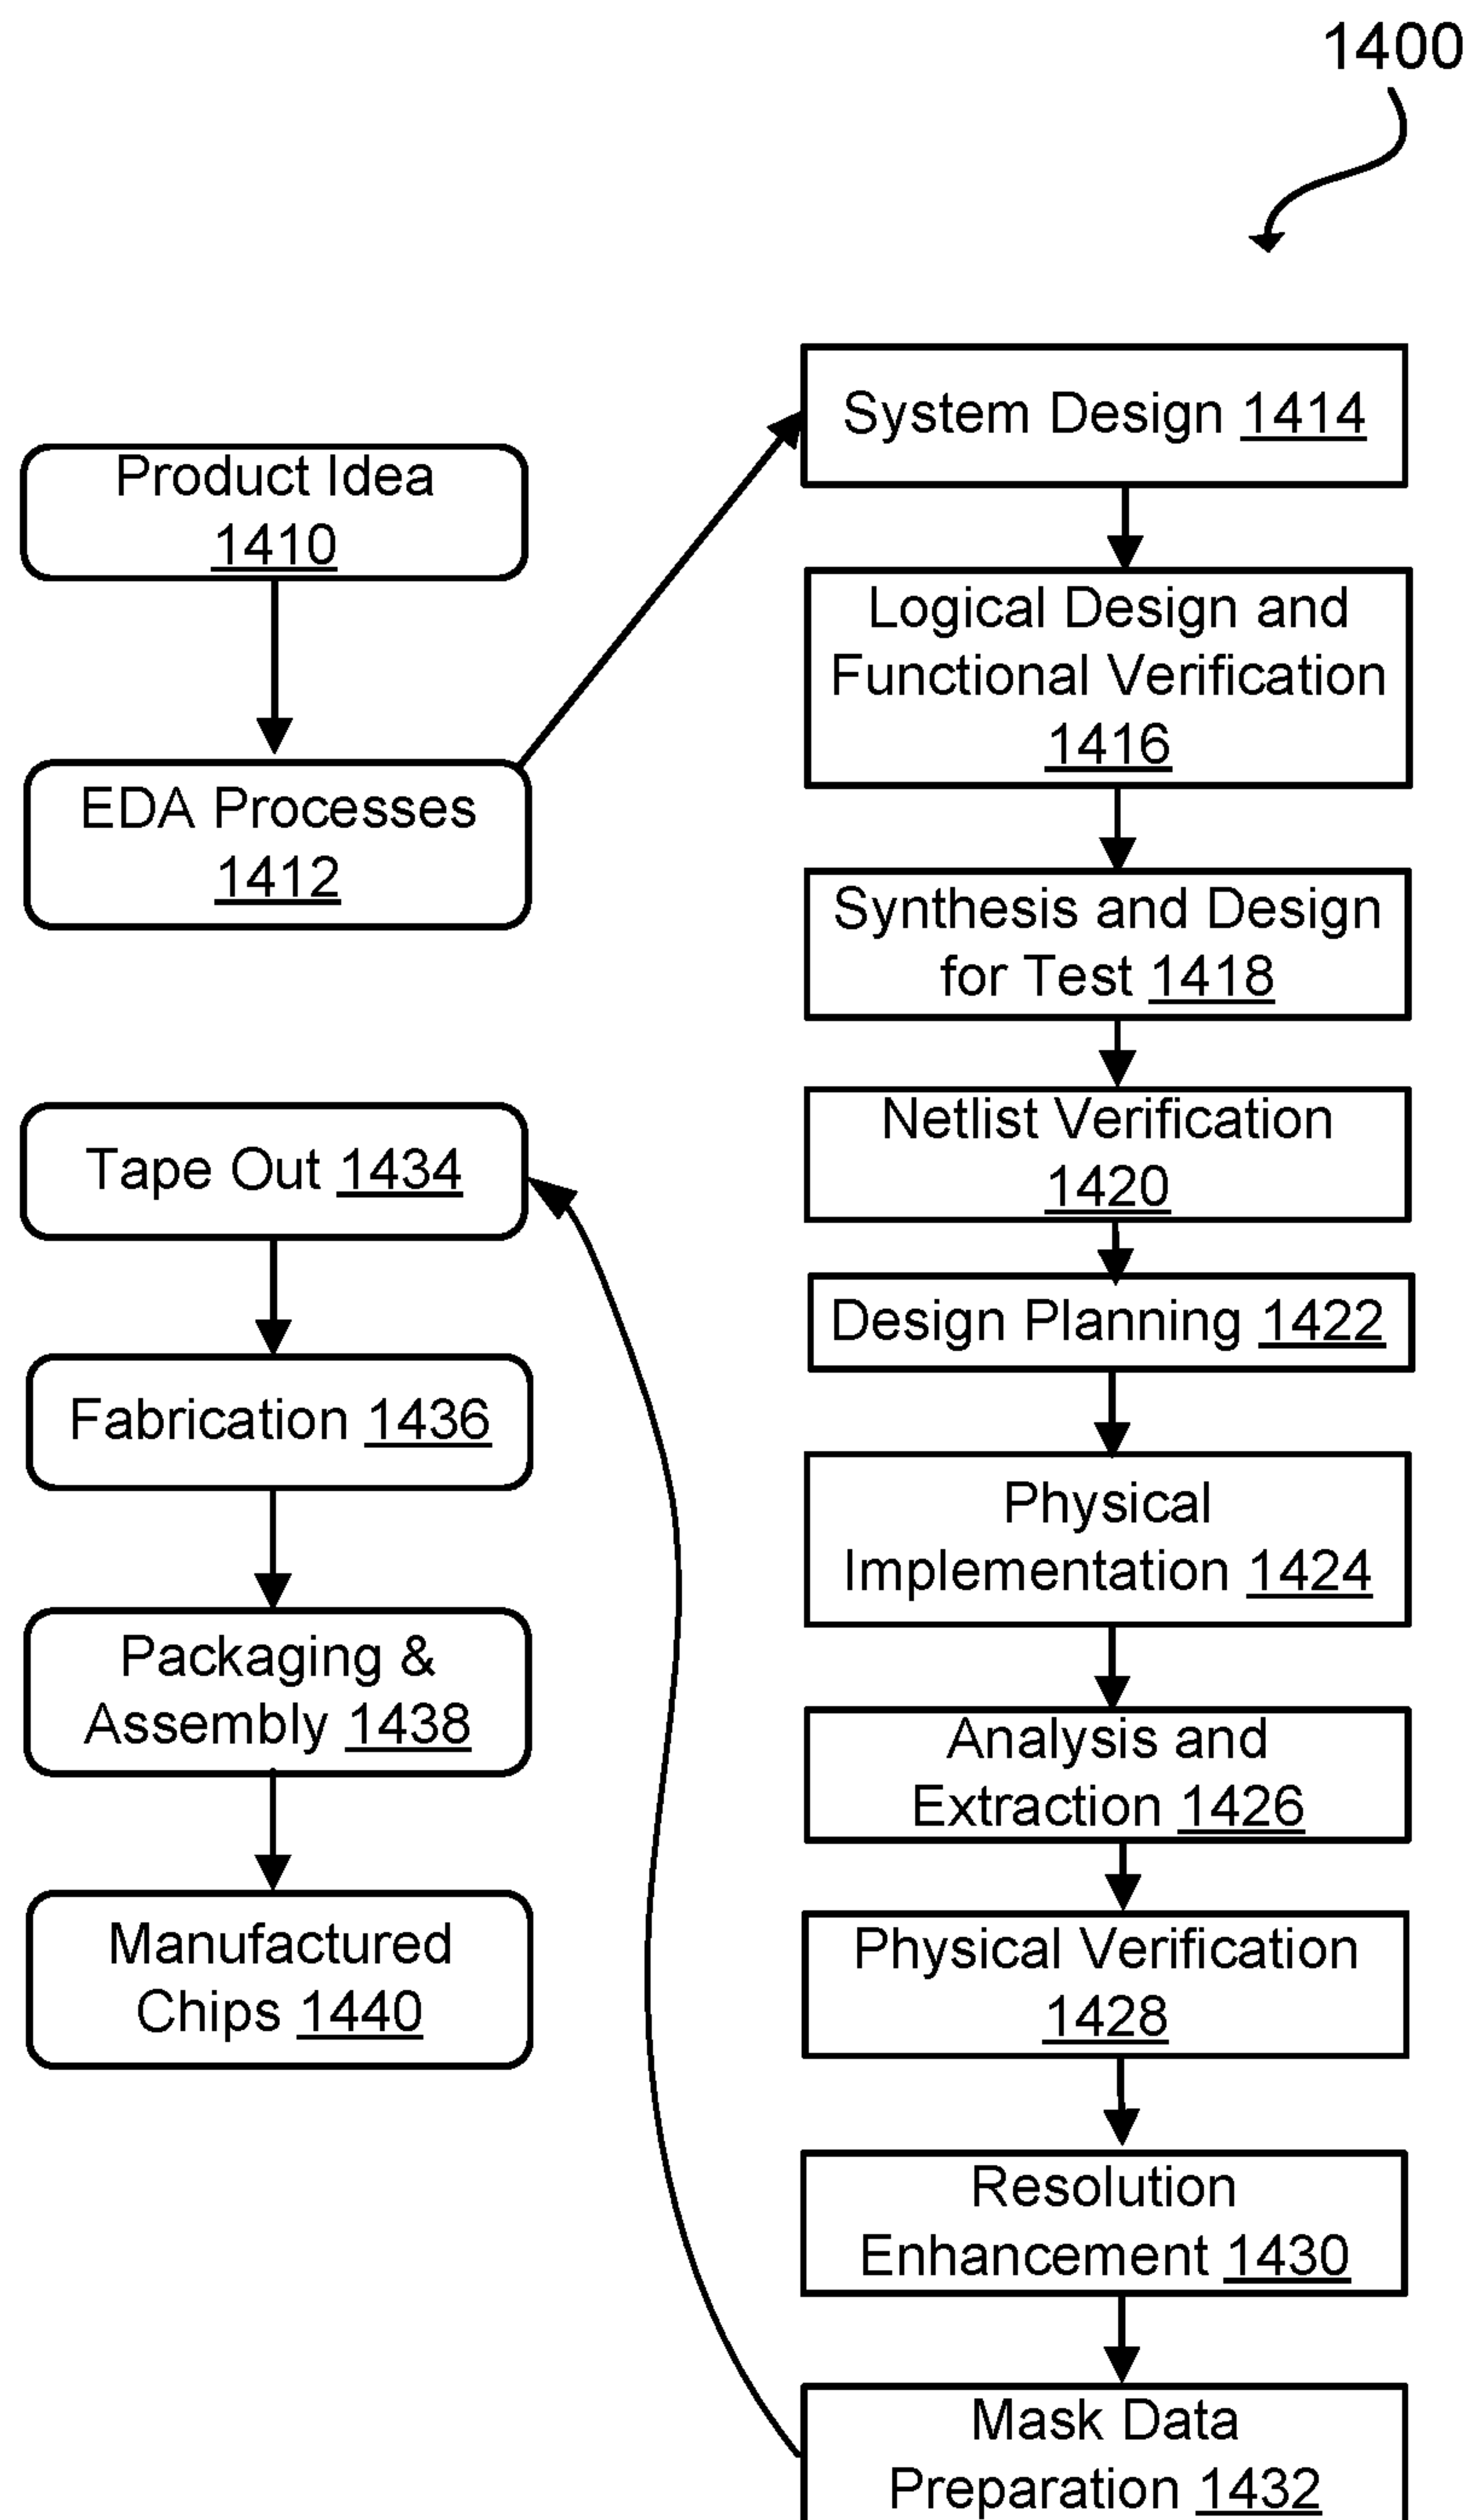 1400
Product Idea
1410
EDA Processes
1412
System Design 1414
Logical Design and
Functional Verification
1416
Synthesis and Design
for Test 1418
Netlist Verification
1420
Design Planning 1422
Physical
Implementation 1424
Analysis and
Extraction 1426
Physical Verification
1428
Resolution
Enhancement 1430
Mask Data
Preparation 1432
Tape Out 1434
Fabrication 1436
Packaging &
Assembly 1438
Manufactured
Chips 1440